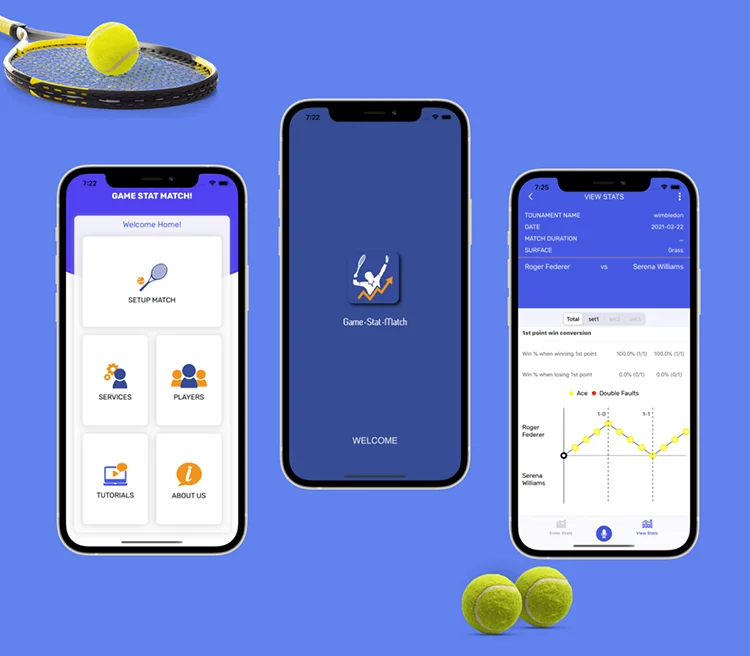 7:22
GAME STAT MATCH!
Welcome Home!
SETUP MATCH
SERVICES
PLAYERS
TUTORIALS
ABOUT US
7:22
Game-Stat-Match
WELCOME
7:25
VIEW STATS
TOUNAMENT NAME wimbledon
DATE 2021-02-22
MATCH DURATION ...
SURFACE Grass
Roger Federer vs Serena Williams
Total set1 set2 set3
1st point win conversion
Win % when winning 1st point 100.0% (1/1) 100.0% (1/1)
Win % when losing 1st point 0.0% (0/1) 0.0% (0/1)
Ace Double Faults
1-0 1-1
Roger
Federer
Serena
Williams
Enter Stats View Stats